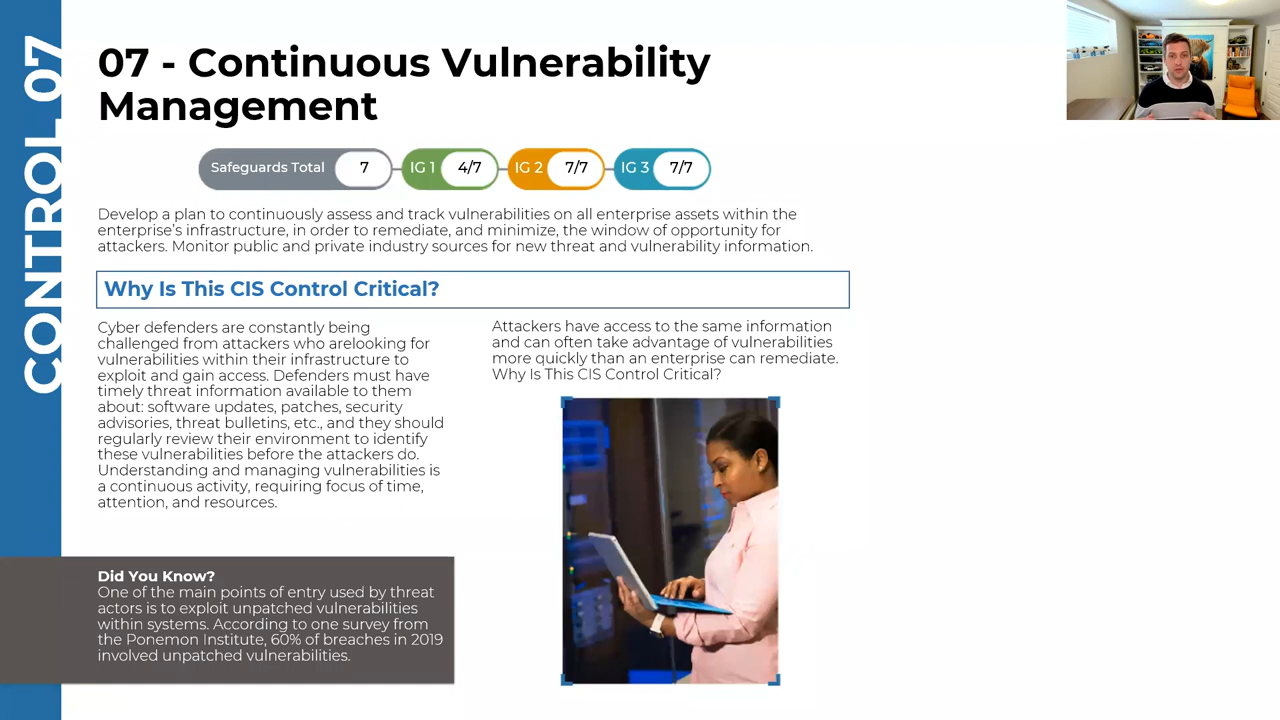 CONTROL 07
07 - Continuous Vulnerability
Management
Safeguards Total 7 IG 1 4/7 IG 2 7/7 IG 3 7/7
Develop a plan to continuously assess and track vulnerabilities on all enterprise assets within the
enterprise's infrastructure, in order to remediate, and minimize, the window of opportunity for
attackers. Monitor public and private industry sources for new threat and vulnerability information.
Why Is This CIS Control Critical?
Cyber defenders are constantly being
challenged from attackers who arelooking for
vulnerabilities within their infrastructure to
exploit and gain access. Defenders must have
timely threat information available to them
about: software updates, patches, security
advisories, threat bulletins, etc., and they should
regularly review their environment to identify
these vulnerabilities before the attackers do.
Understanding and managing vulnerabilities is
a continuous activity, requiring focus of time,
attention, and resources.
Attackers have access to the same information
and can often take advantage of vulnerabilities
more quickly than an enterprise can remediate.
Why Is This CIS Control Critical?
Did You Know?
One of the main points of entry used by threat
actors is to exploit unpatched vulnerabilities
within systems. According to one survey from
the Ponemon Institute, 60% of breaches in 2019
involved unpatched vulnerabilities.